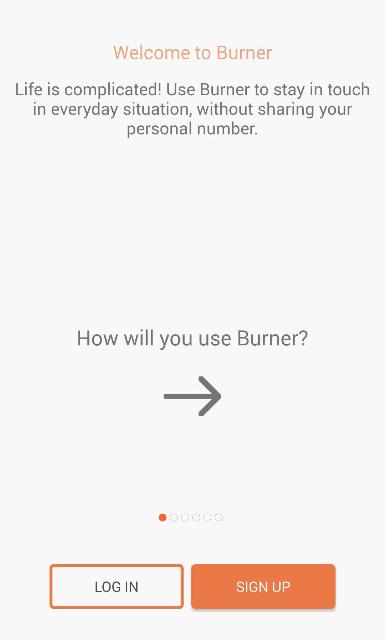 Welcome to Burner
Life is complicated! Use Burner to stay in touch
in everyday situation, without sharing your
personal number.
How will you use Burner?
LOG IN
SIGN UP